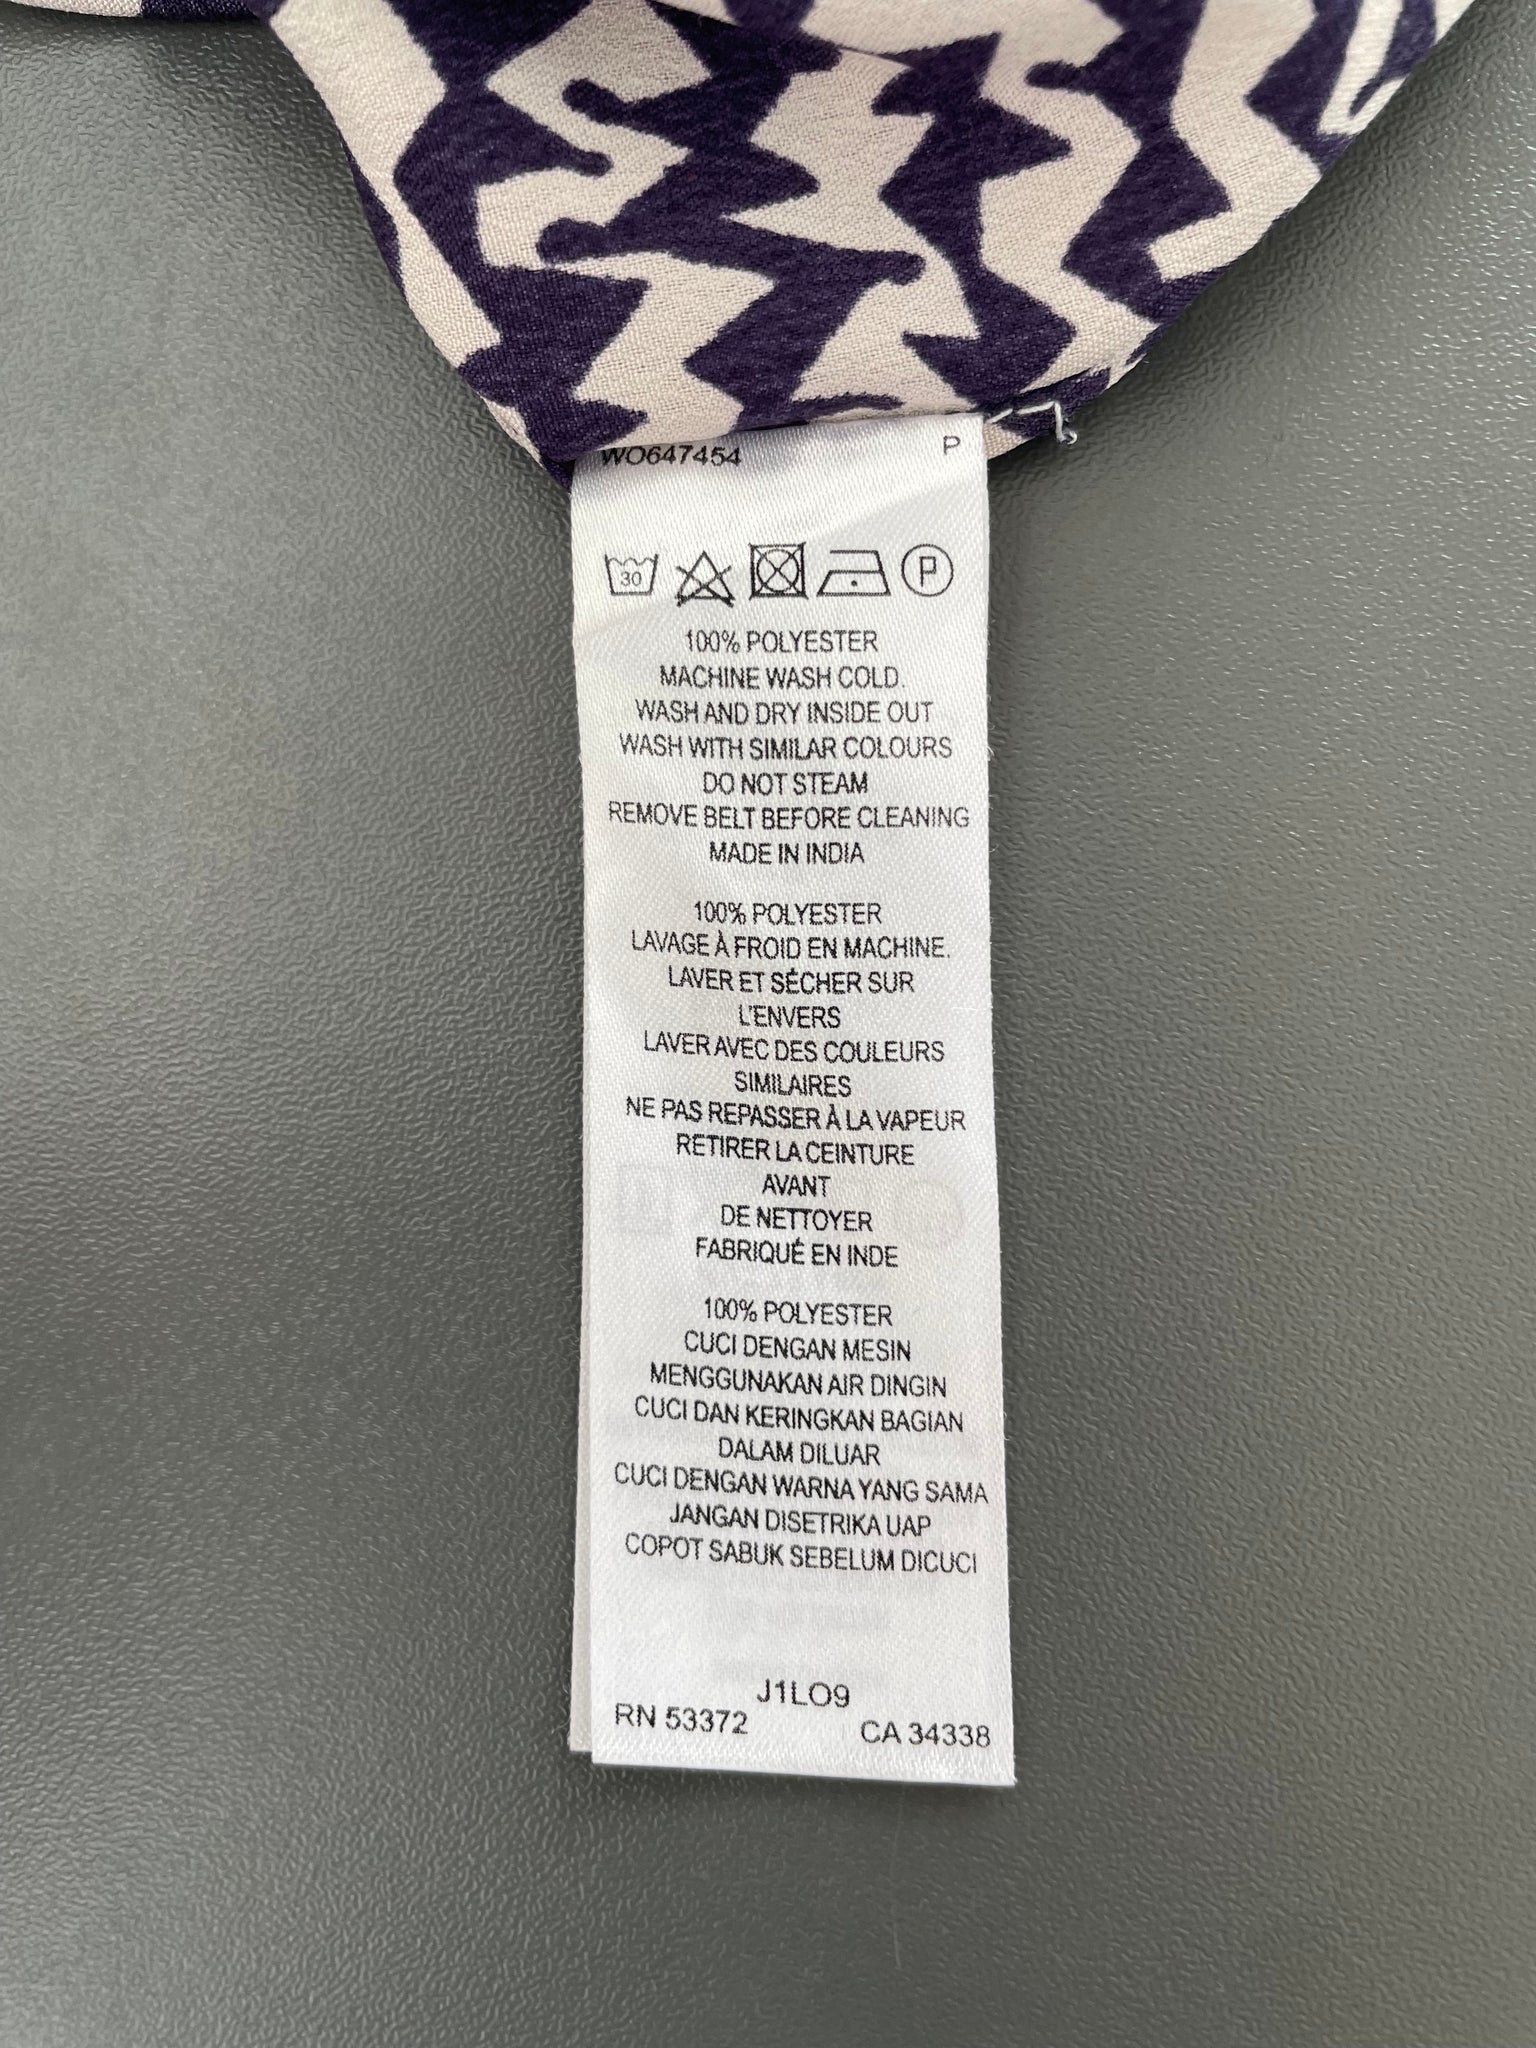 WO647454 P
30 P
100% POLYESTER
MACHINE WASH COLD.
WASH AND DRY INSIDE OUT
WASH WITH SIMILAR COLOURS
DO NOT STEAM
REMOVE BELT BEFORE CLEANING
MADE IN INDIA
100% POLYESTER
LAVAGE À FROID EN MACHINE.
LAVER ET SÉCHER SUR
L'ENVERS
LAVER AVEC DES COULEURS
SIMILAIRES
NE PAS REPASSER À LA VAPEUR
RETIRER LA CEINTURE
AVANT
DE NETTOYER
FABRIQUÉ EN INDE
100% POLYESTER
CUCI DENGAN MESIN
MENGGUNAKAN AIR DINGIN
CUCI DAN KERINGKAN BAGIAN
DALAM DILUAR
CUCI DENGAN WARNA YANG SAMA
JANGAN DISETRIKA UAP
COPOT SABUK SEBELUM DICUCI
J1LO9
RN 53372 CA 34338